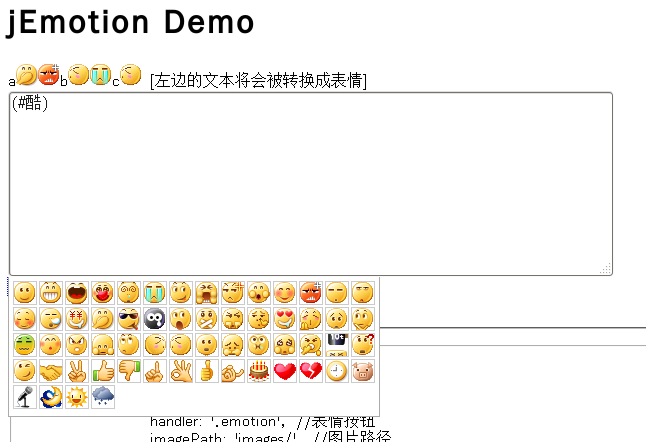 jEmotion Demo
a b c [左边的文本将会被转换成表情]
(#酷)
handler: '.emotion', //表情按钮
imagePath: 'images/', //图片路径